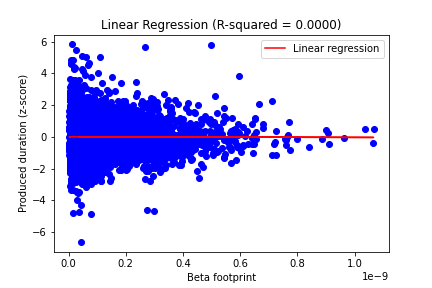 Linear Regression (R-squared = 0.0000)
Linear regression
Produced duration (z-score)
6
4
2
0
−2
−4
−6
0.0
0.2
0.4
0.6
0.8
1.0
1e−9
Beta footprint